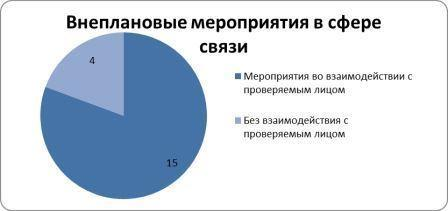 Внеплановые мероприятия в сфере
связи
4
15
Мероприятия во взаимодействии с
проверяемым лицом
Без взаимодействия с
проверяемым лицом